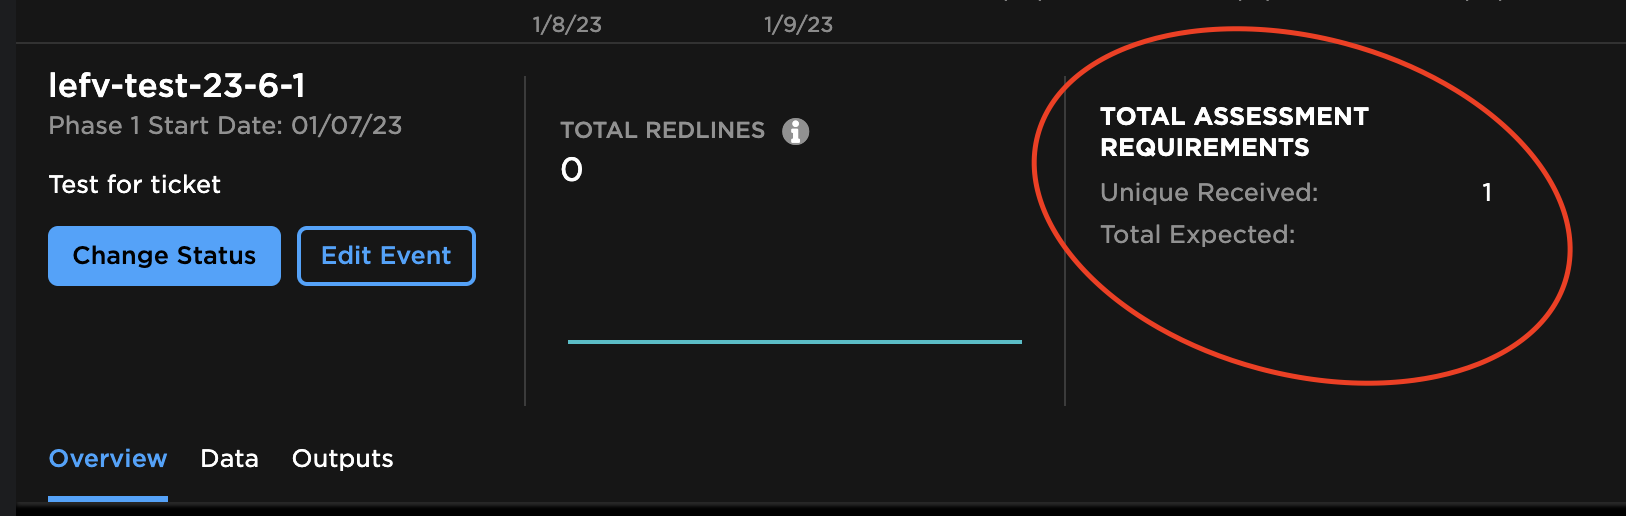 1/8/23
1/9/23
lefv-test-23-6-1
Phase 1 Start Date: 01/07/23
Test for ticket
Change Status
Edit Event
TOTAL REDLINES
0
TOTAL ASSESSMENT
REQUIREMENTS
Unique Received: 1
Total Expected:
Overview
Data
Outputs